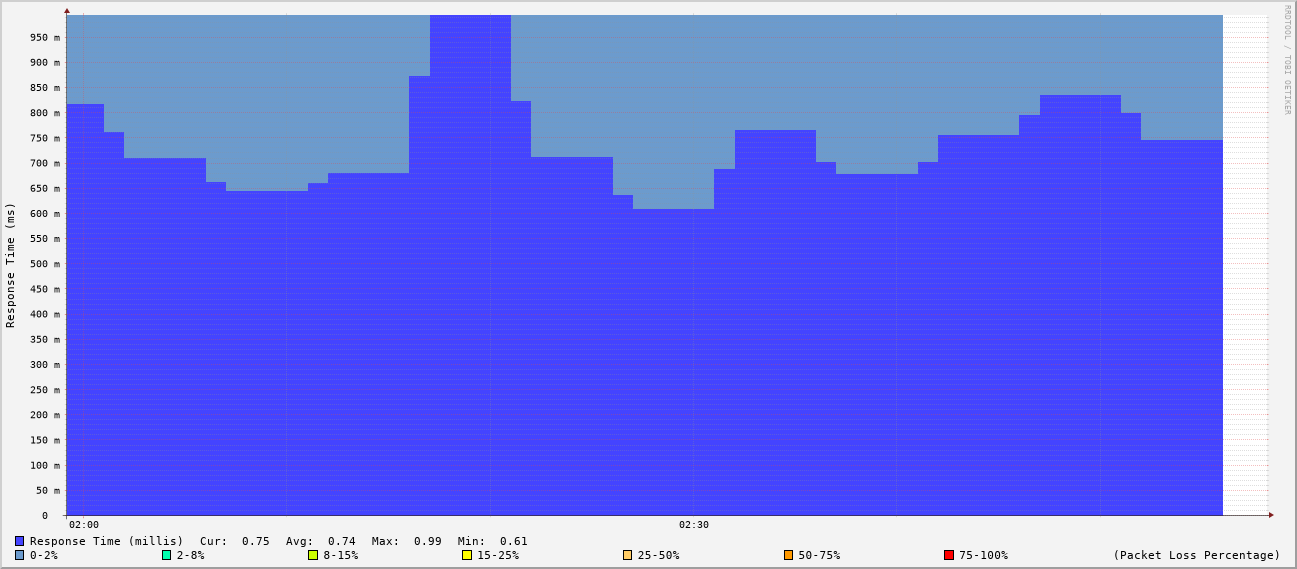 RRDTOOL / TOBI OETIKER
Response Time (ms)
950 m
900 m
850 m
800 m
750 m
700 m
650 m
600 m
550 m
500 m
450 m
400 m
350 m
300 m
250 m
200 m
150 m
100 m
50 m
0
02:00 02:30
Response Time (millis) Cur: 0.75 Avg: 0.74 Max: 0.99 Min: 0.61
0-2% 2-8% 8-15% 15-25% 25-50% 50-75% 75-100% (Packet Loss Percentage)